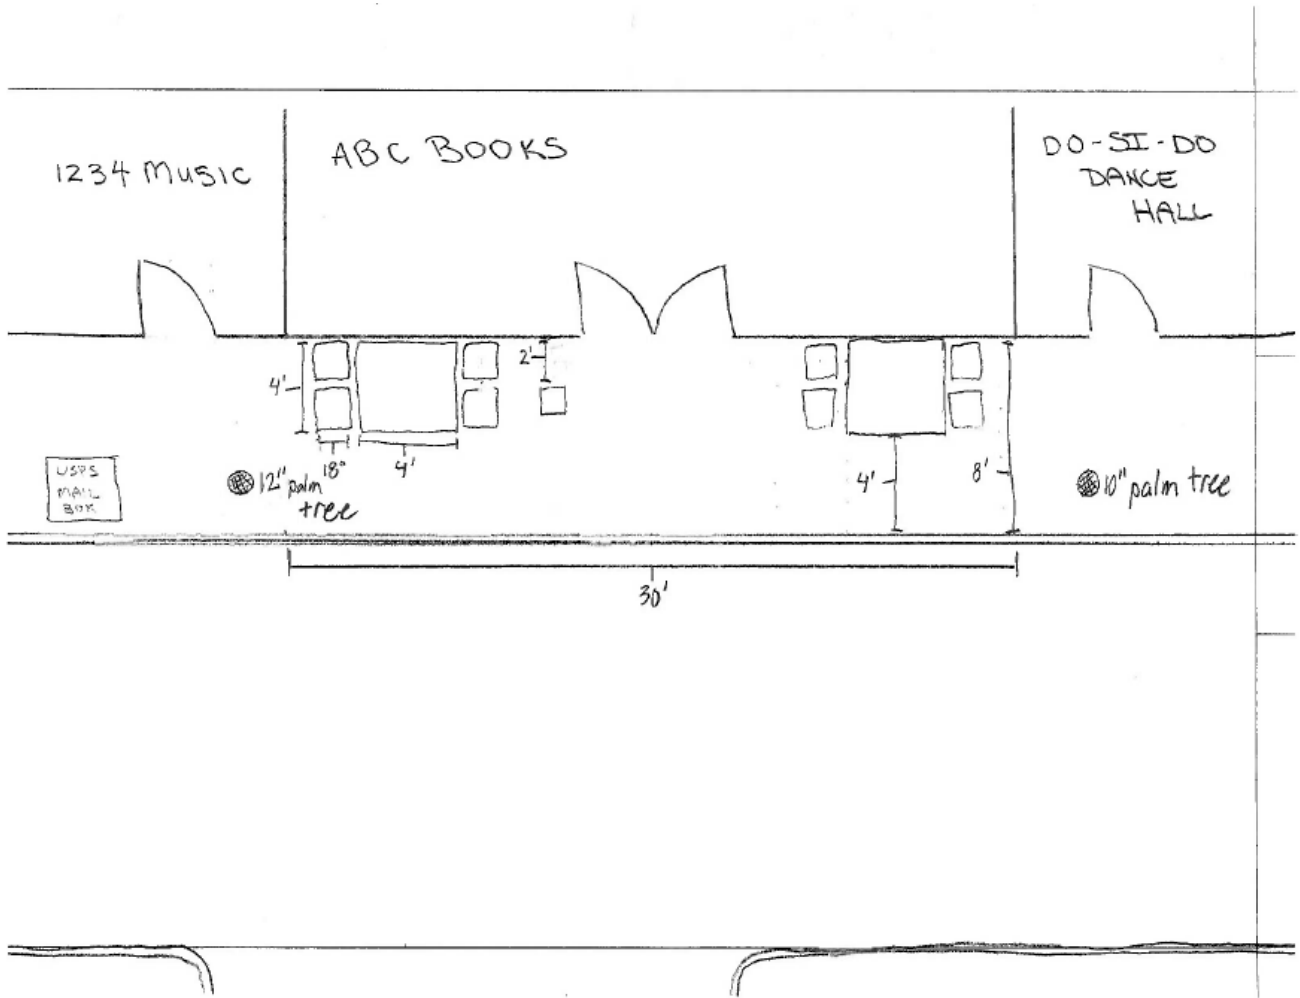 1234 MUSIC
ABC BOOKS
DO-SI-DO
DANCE
HALL
2'
4'
18"
4'
USPS
MAIL
BOX
12" palm
tree
4'
8'
10" palm tree
30'